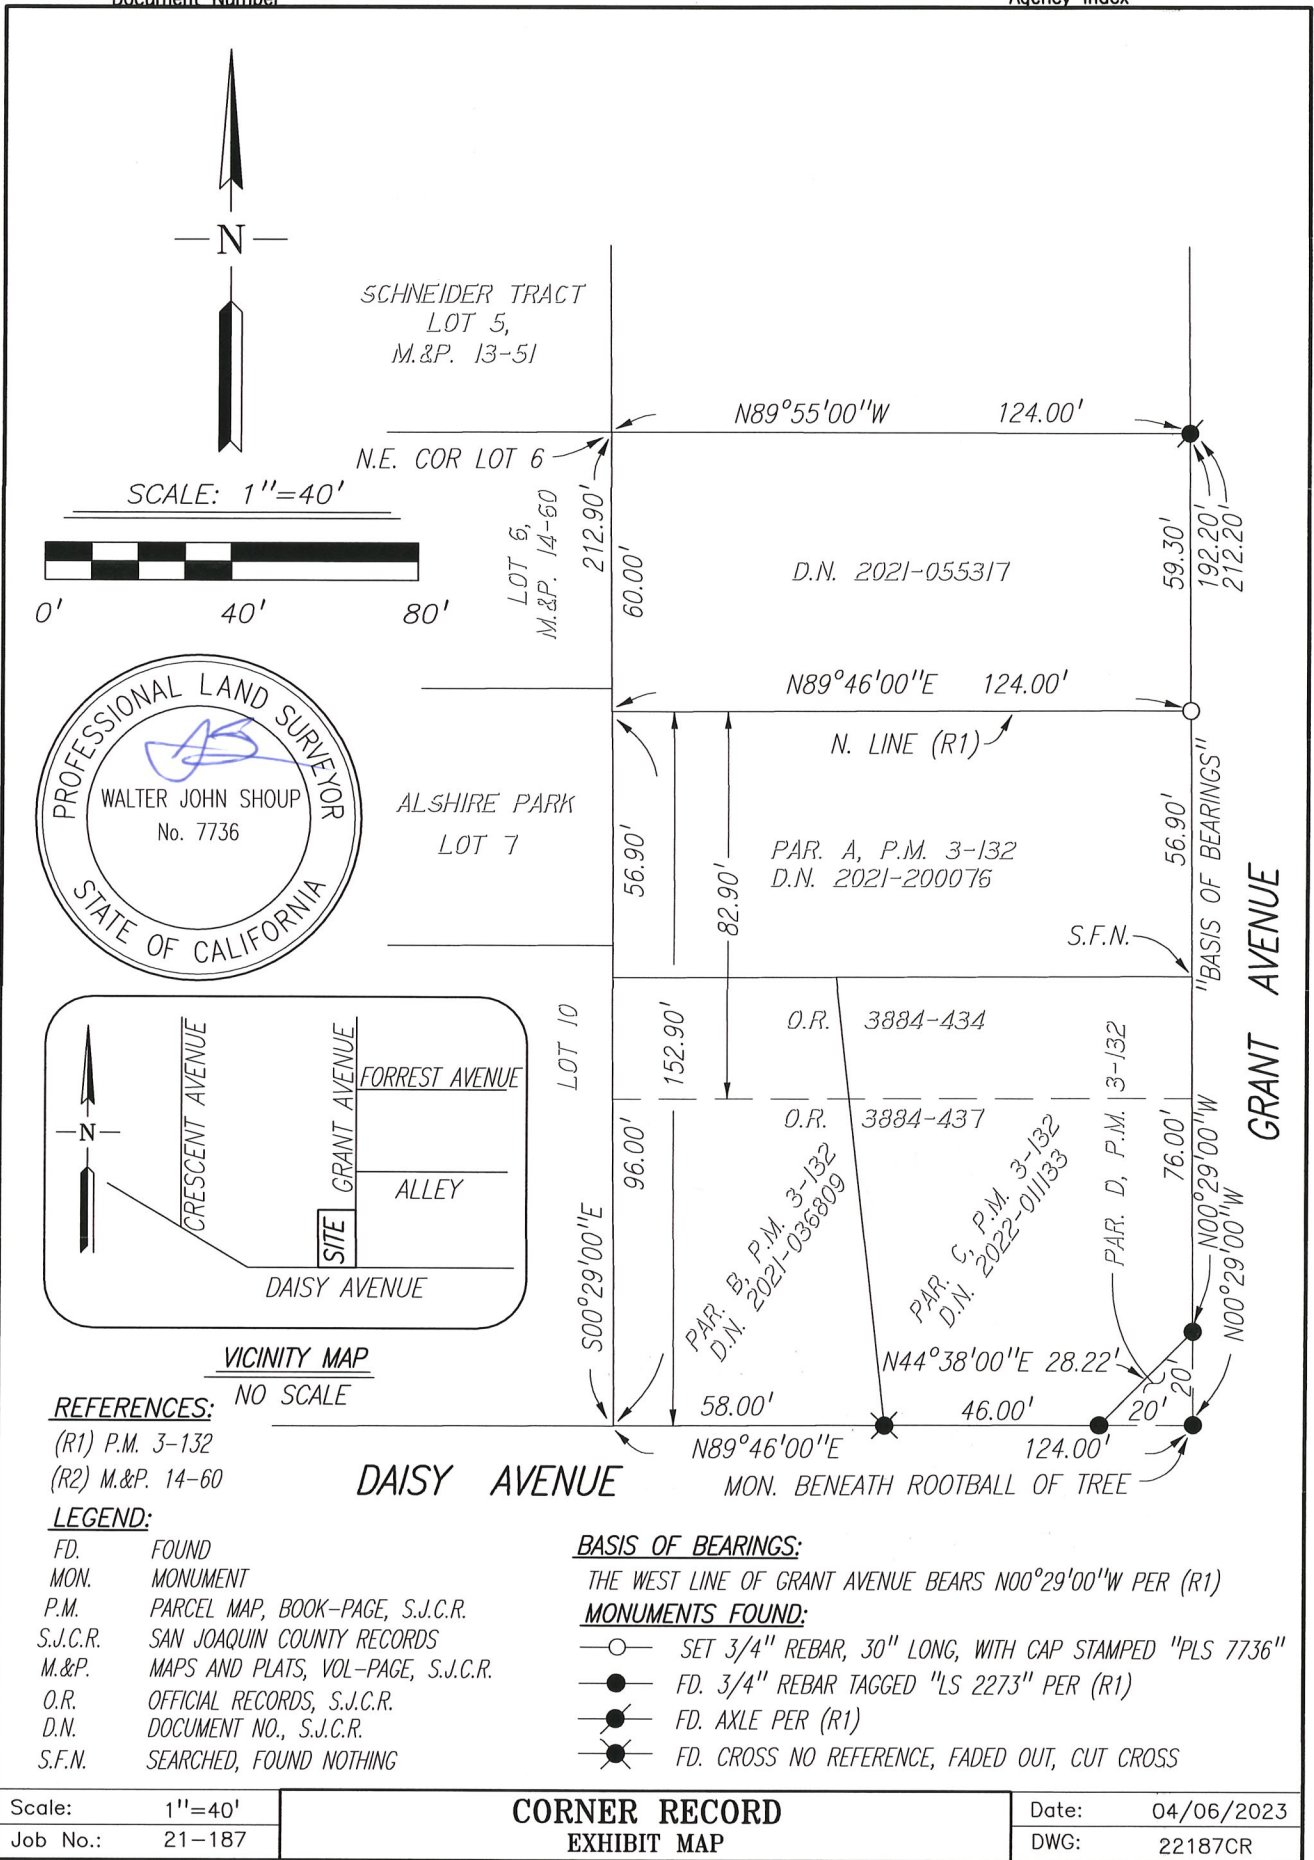 Document Number
Agency Index
N
SCALE: 1"=40'
0' 40' 80'
SCHNEIDER TRACT
LOT 5,
M.&P. 13-51
N89°55'00"W 124.00'
N.E. COR LOT 6
LOT 6,
M.&P. 14-60
212.90'
60.00'
D.N. 2021-055317
59.30'
192.20'
212.20'
N89°46'00"E 124.00'
N. LINE (R1)
PROFESSIONAL LAND SURVEYOR
WALTER JOHN SHOUP
No. 7736
STATE OF CALIFORNIA
ALSHIRE PARK
LOT 7
56.90'
82.90'
PAR. A, P.M. 3-132
D.N. 2021-200076
56.90'
"BASIS OF BEARINGS"
GRANT AVENUE
S.F.N.
LOT 10
152.90'
O.R. 3884-434
O.R. 3884-437
96.00'
S00°29'00"E
PAR. B, P.M. 3-132
D.N. 2021-036809
PAR. C, P.M. 3-132
D.N. 2022-011133
PAR. D, P.M. 3-132
76.00'
N00°29'00"W
N00°29'00"W
N44°38'00"E 28.22'
20'
20'
58.00'
46.00'
N89°46'00"E
124.00'
MON. BENEATH ROOTBALL OF TREE
DAISY AVENUE
N
CRESCENT AVENUE
GRANT AVENUE
FORREST AVENUE
ALLEY
SITE
DAISY AVENUE
VICINITY MAP
NO SCALE
REFERENCES:
(R1) P.M. 3-132
(R2) M.&P. 14-60
LEGEND:
FD. FOUND
MON. MONUMENT
P.M. PARCEL MAP, BOOK-PAGE, S.J.C.R.
S.J.C.R. SAN JOAQUIN COUNTY RECORDS
M.&P. MAPS AND PLATS, VOL-PAGE, S.J.C.R.
O.R. OFFICIAL RECORDS, S.J.C.R.
D.N. DOCUMENT NO., S.J.C.R.
S.F.N. SEARCHED, FOUND NOTHING
BASIS OF BEARINGS:
THE WEST LINE OF GRANT AVENUE BEARS N00°29'00"W PER (R1)
MONUMENTS FOUND:
SET 3/4" REBAR, 30" LONG, WITH CAP STAMPED "PLS 7736"
FD. 3/4" REBAR TAGGED "LS 2273" PER (R1)
FD. AXLE PER (R1)
FD. CROSS NO REFERENCE, FADED OUT, CUT CROSS
Scale: 1"=40'
Job No.: 21-187
CORNER RECORD
EXHIBIT MAP
Date: 04/06/2023
DWG: 22187CR